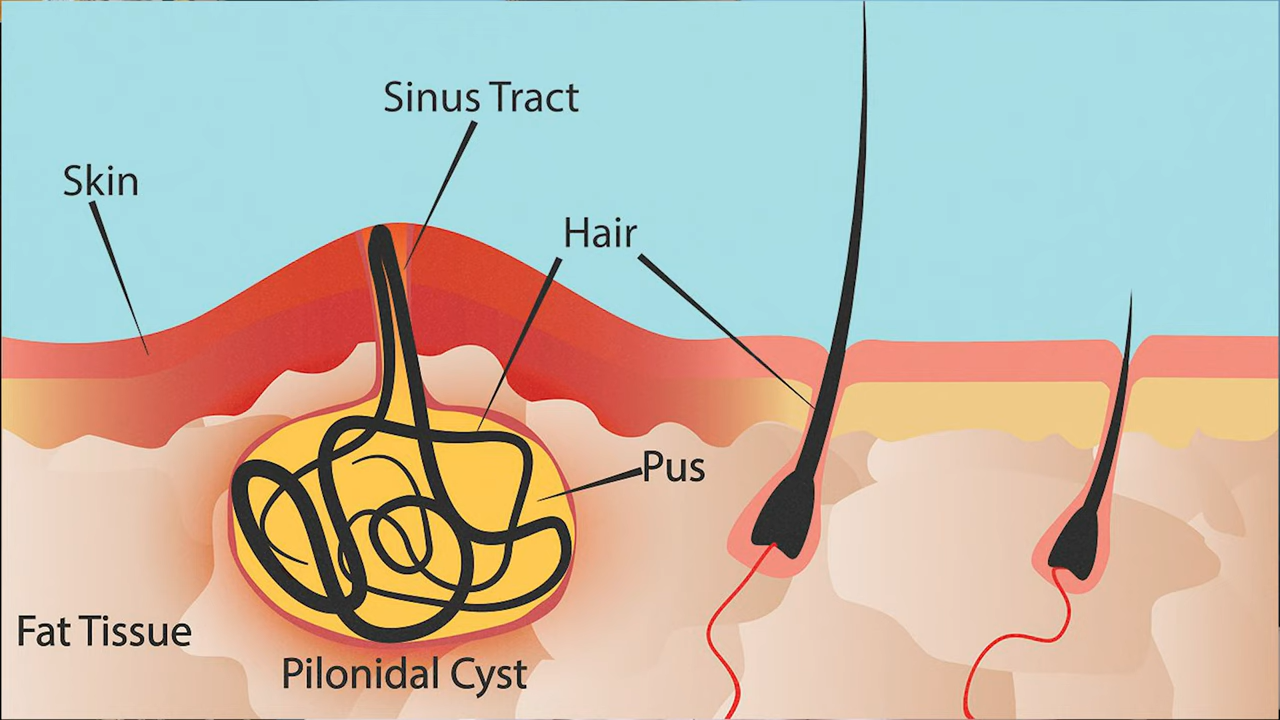 Sinus Tract
Skin
Hair
Pus
Fat Tissue
Pilonidal Cyst